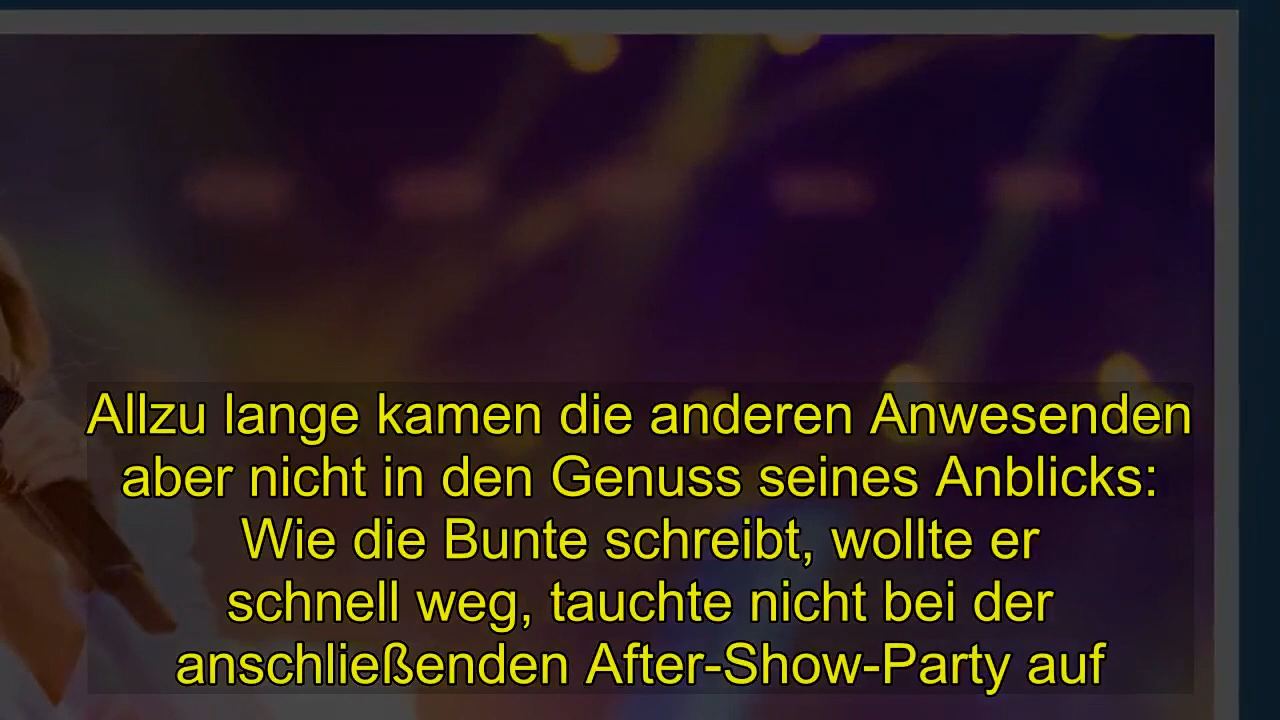 Allzu lange kamen die anderen Anwesenden
aber nicht in den Genuss seines Anblicks:
Wie die Bunte schreibt, wollte er
schnell weg, tauchte nicht bei der
anschließenden After-Show-Party auf